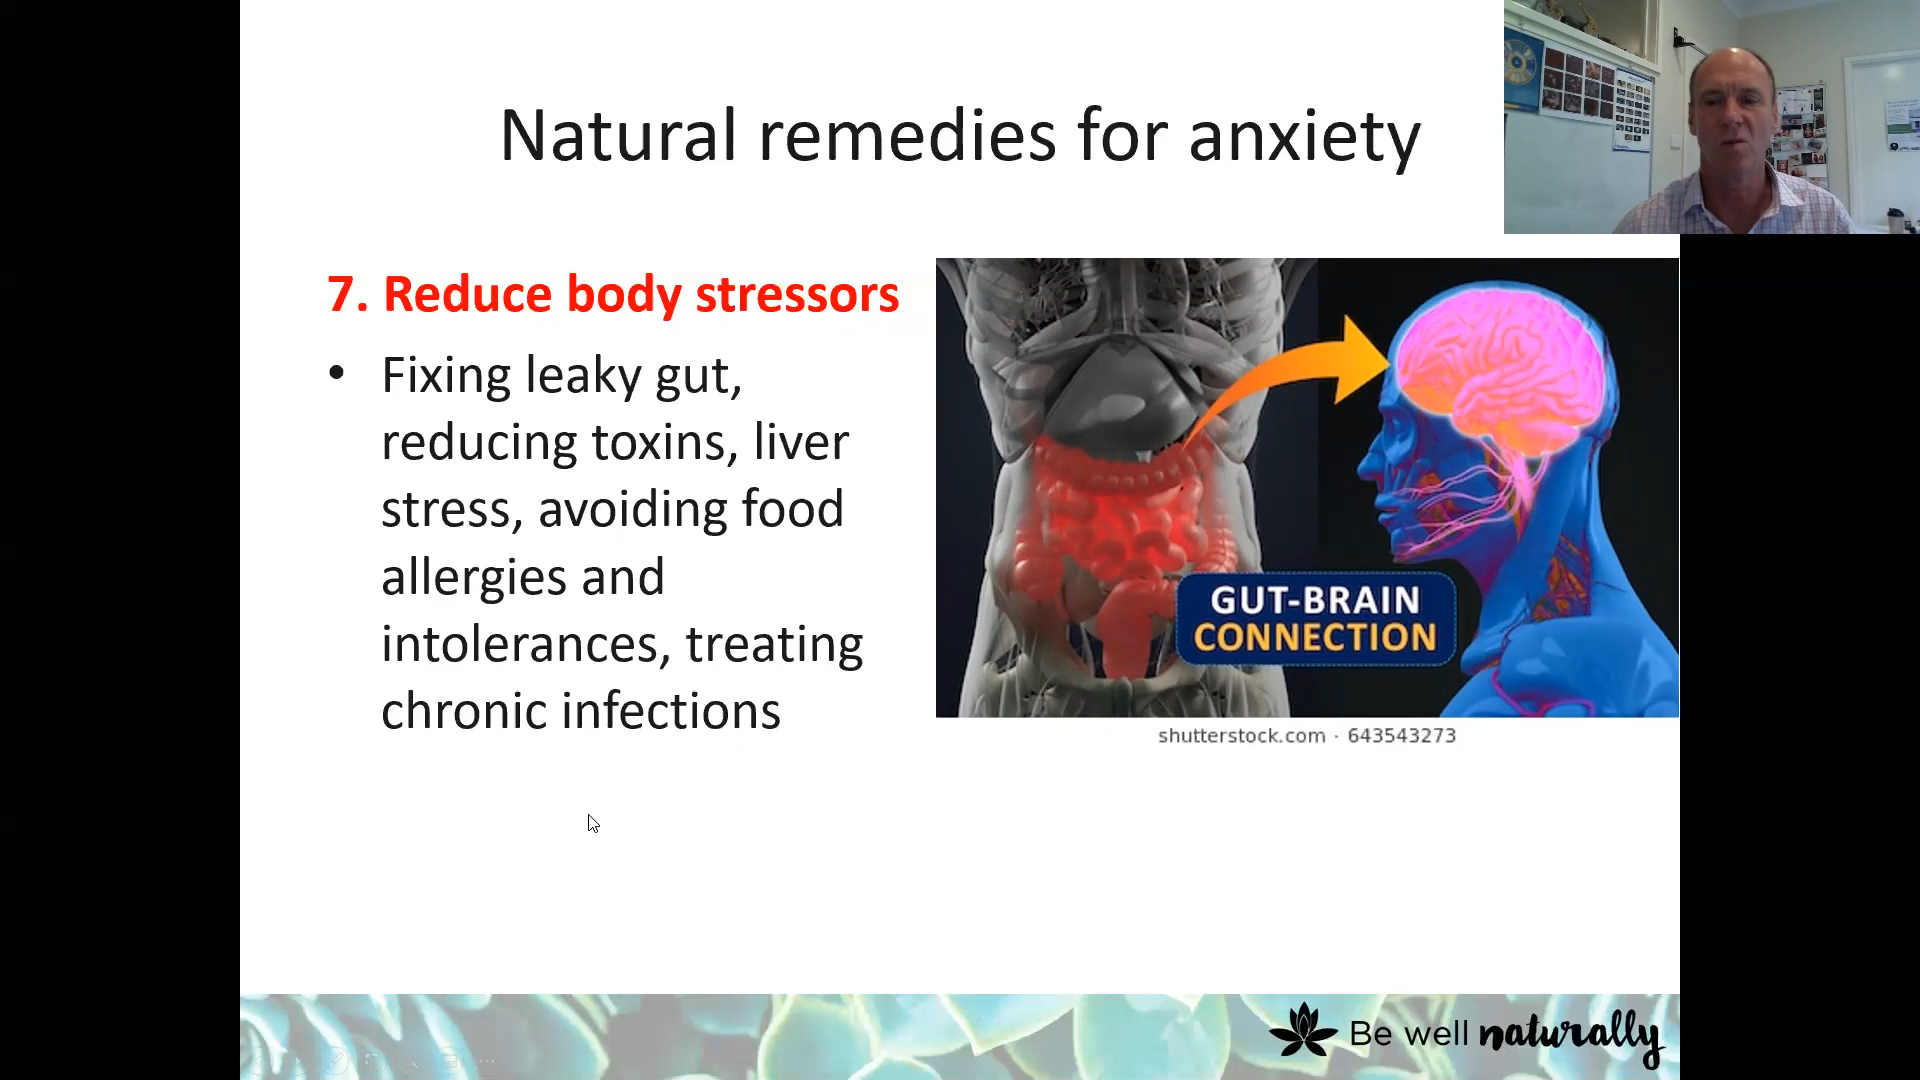 Natural remedies for anxiety
7. Reduce body stressors
• Fixing leaky gut,
reducing toxins, liver
stress, avoiding food
allergies and
intolerances, treating
chronic infections
GUT-BRAIN
CONNECTION
shutterstock.com · 643543273
Be well naturally